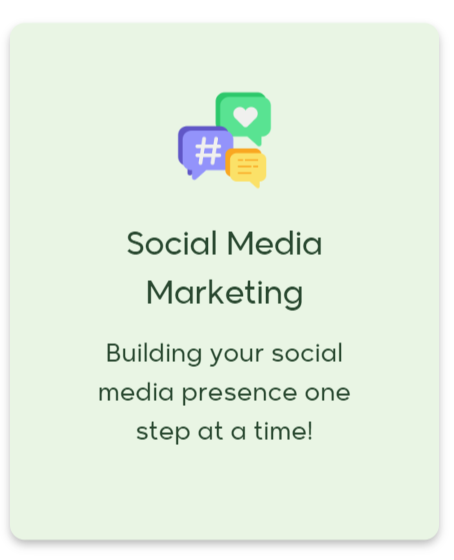 #
Social Media
Marketing
Building your social
media presence one
step at a time!